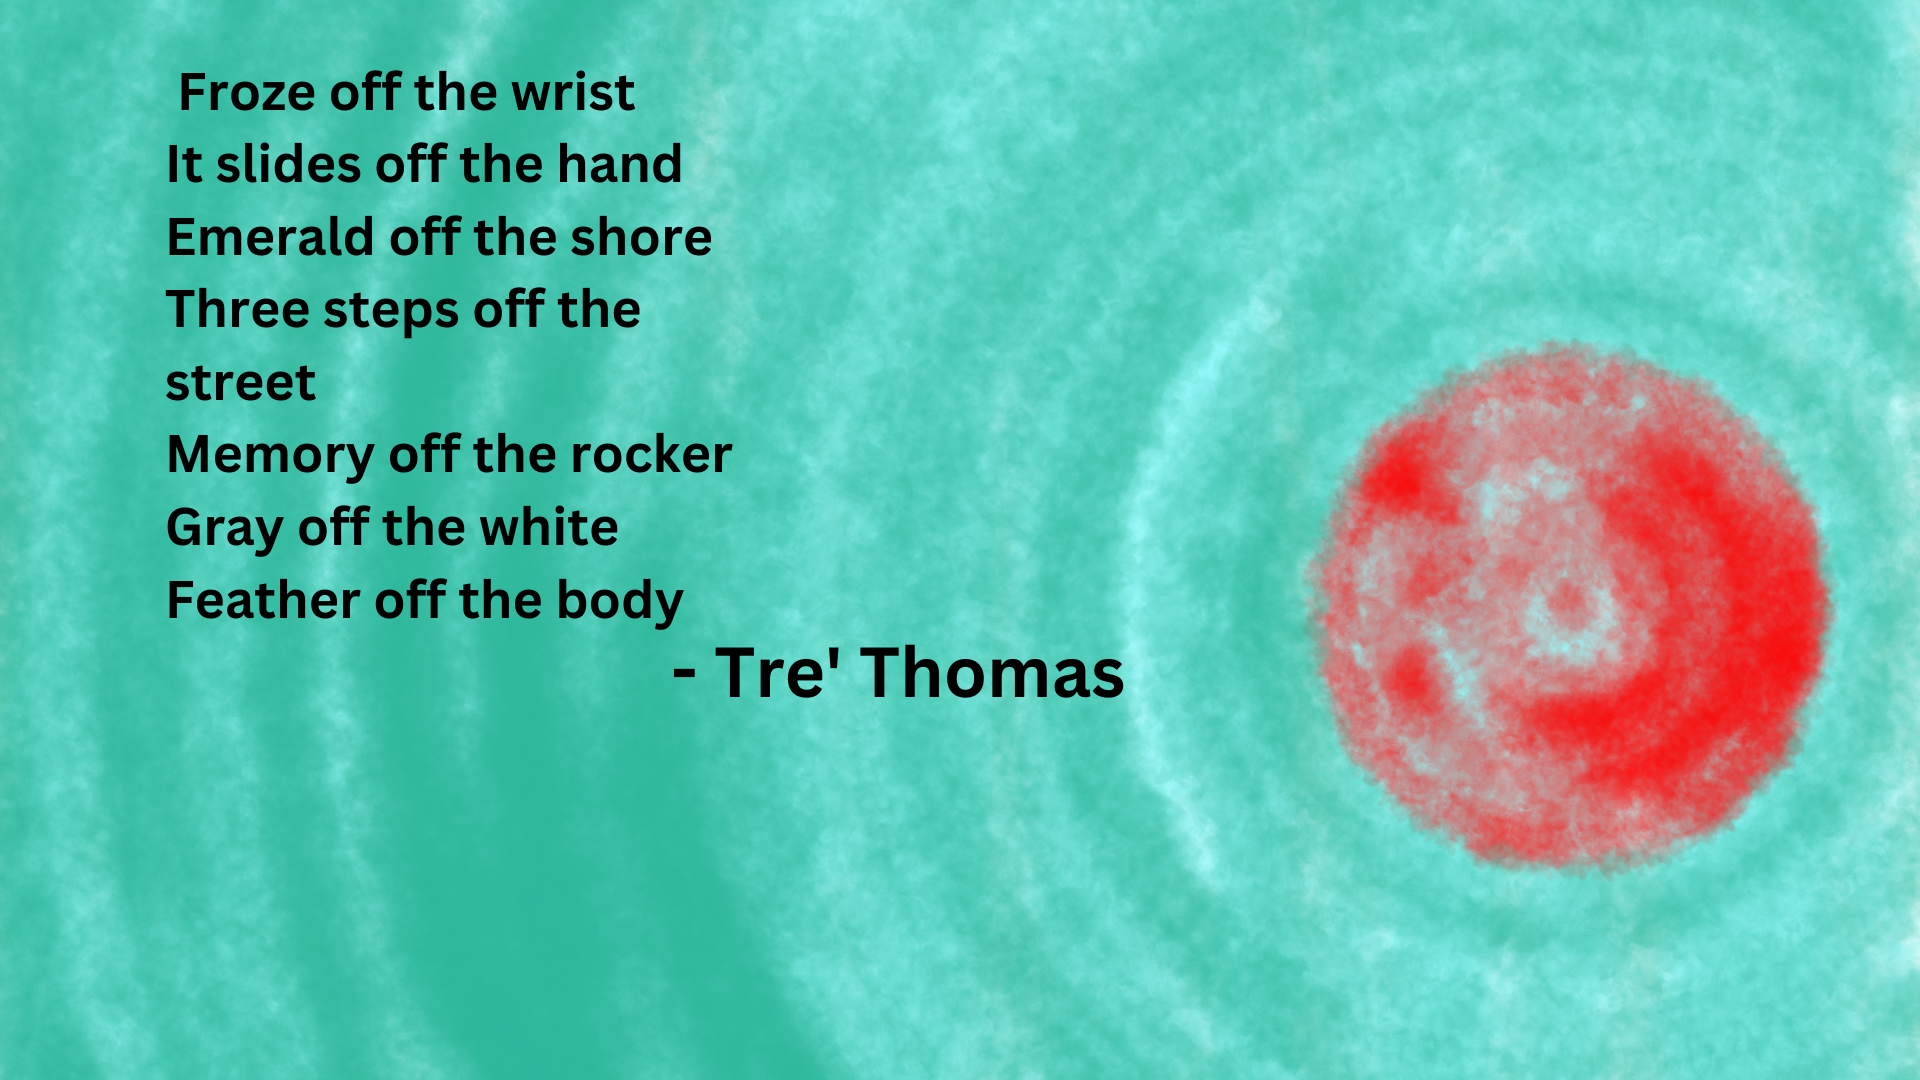 Froze off the wrist
It slides off the hand
Emerald off the shore
Three steps off the
street
Memory off the rocker
Gray off the white
Feather off the body
- Tre' Thomas